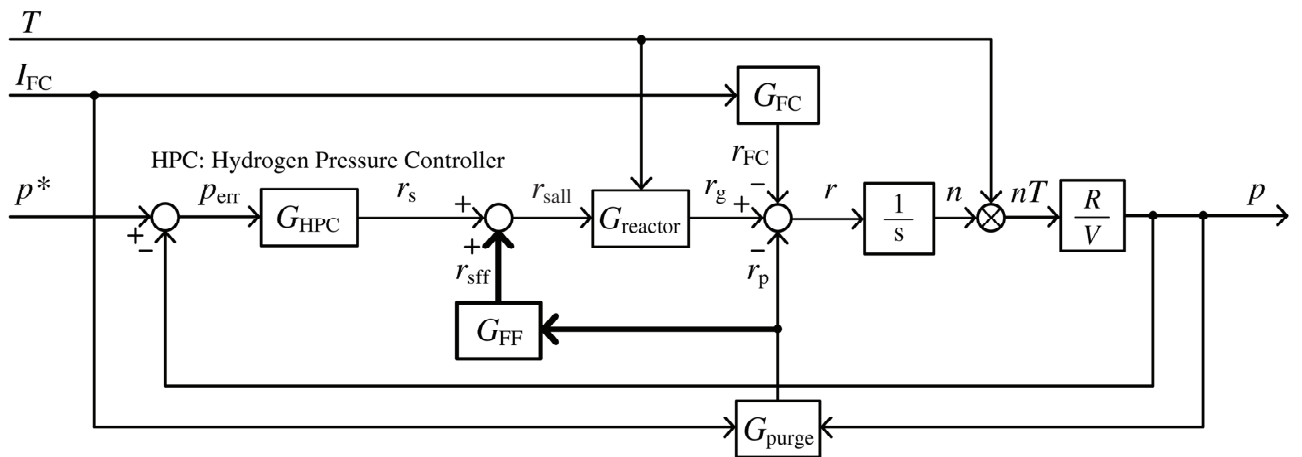 T
I_FC
G_FC
HPC: Hydrogen Pressure Controller
r_FC
p* p_err r_s r_sall r_g − r n nT R p
+ − G_HPC + + G_reactor + − 1/s V
r_sff r_p
G_FF
G_purge